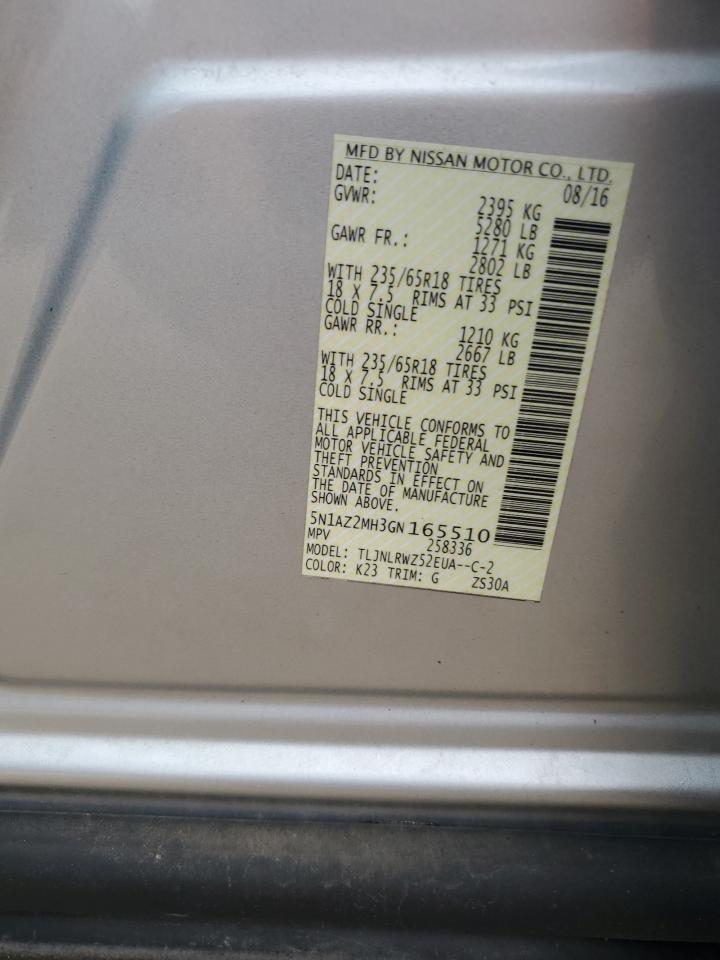 MFD BY NISSAN MOTOR CO., LTD.
DATE: 08/16
GVWR: 2395 KG
5280 LB
GAWR FR.: 1271 KG
2802 LB
WITH 235/65R18 TIRES
18 X 7.5 RIMS AT 33 PSI
COLD SINGLE
GAWR RR.: 1210 KG
2667 LB
WITH 235/65R18 TIRES
18 X 7.5 RIMS AT 33 PSI
COLD SINGLE
THIS VEHICLE CONFORMS TO
ALL APPLICABLE FEDERAL
MOTOR VEHICLE SAFETY AND
THEFT PREVENTION
STANDARDS IN EFFECT ON
THE DATE OF MANUFACTURE
SHOWN ABOVE.
5N1AZ2MH3GN165510
MPV 258336
MODEL: TLJNLRWZ52EUA--C-2
COLOR: K23 TRIM: G ZS30A